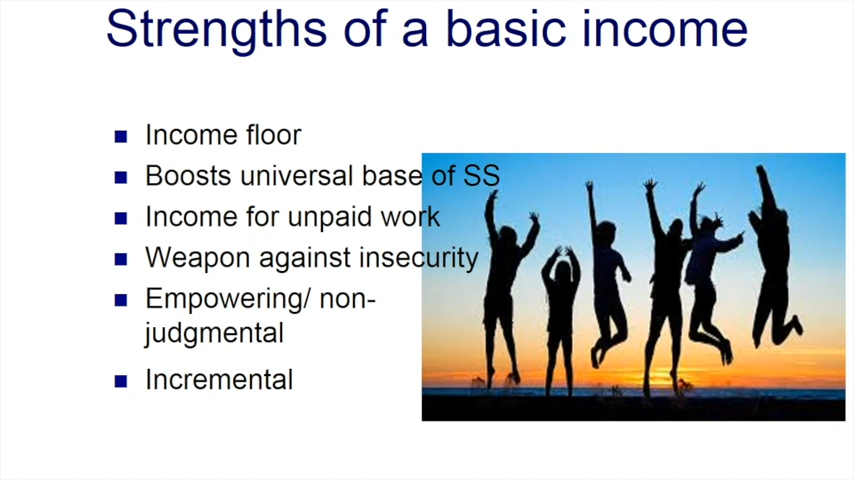 Strengths of a basic income
Income floor
Boosts universal base of SS
Income for unpaid work
Weapon against insecurity
Empowering/ non-
judgmental
Incremental